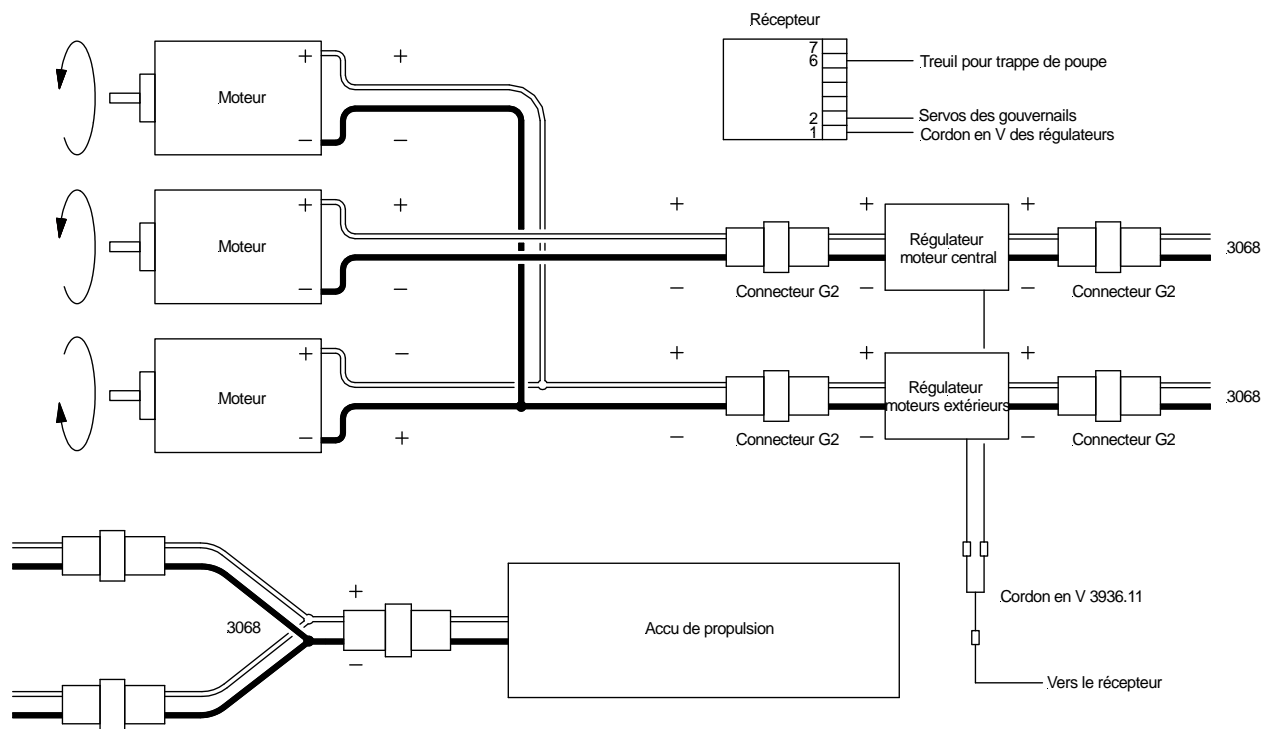 Récepteur
7
6
Treuil pour trappe de poupe
2
Servos des gouvernails
1
Cordon en V des régulateurs
+ +
Moteur
− −
+ + + + +
Moteur
Régulateur
moteur central
3068
− − − − −
Connecteur G2
Connecteur G2
+ − + + +
Moteur
Régulateur
moteurs extérieurs
3068
− + − − −
Connecteur G2
Connecteur G2
+
3068
Accu de propulsion
−
Cordon en V 3936.11
Vers le récepteur